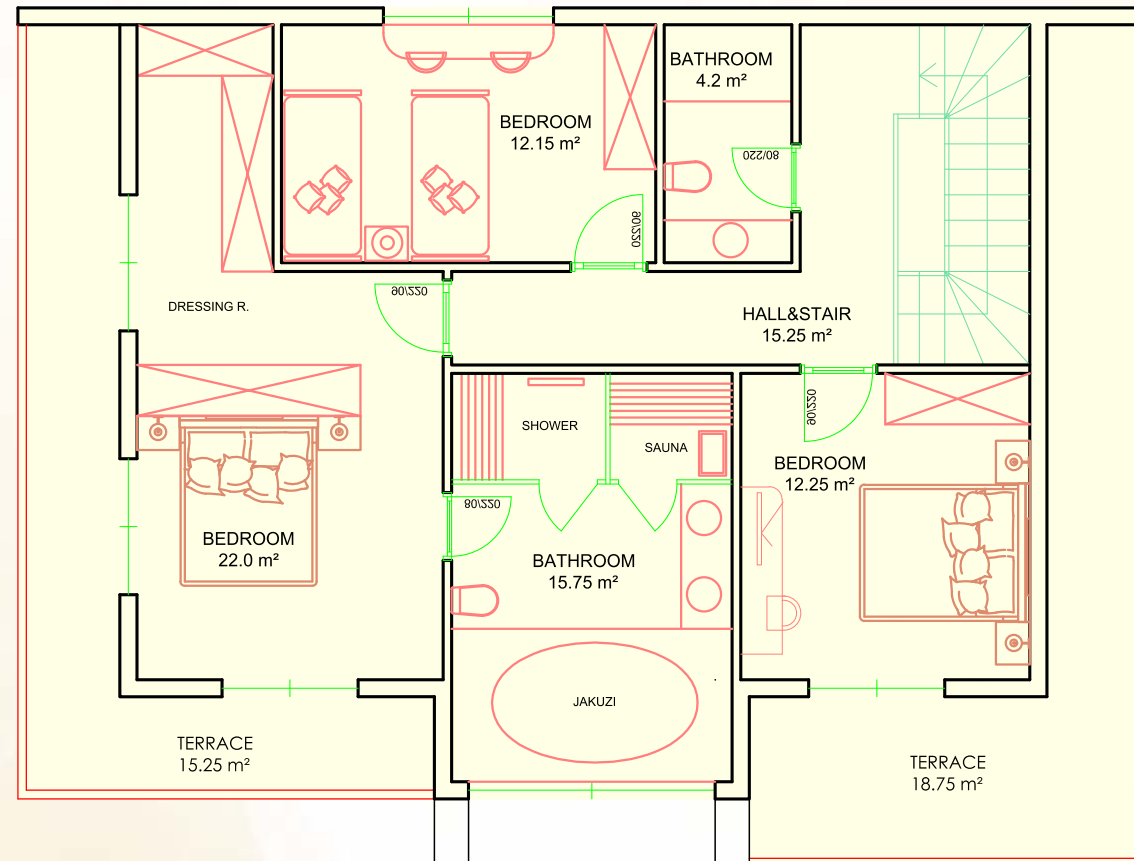 BATHROOM
4.2 m²
BEDROOM
12.15 m²
80/220
90/220
90/220
DRESSING R.
HALL&STAIR
15.25 m²
90/220
SHOWER
SAUNA
BEDROOM
12.25 m²
80/220
BEDROOM
22.0 m²
BATHROOM
15.75 m²
JAKUZI
TERRACE
15.25 m²
TERRACE
18.75 m²